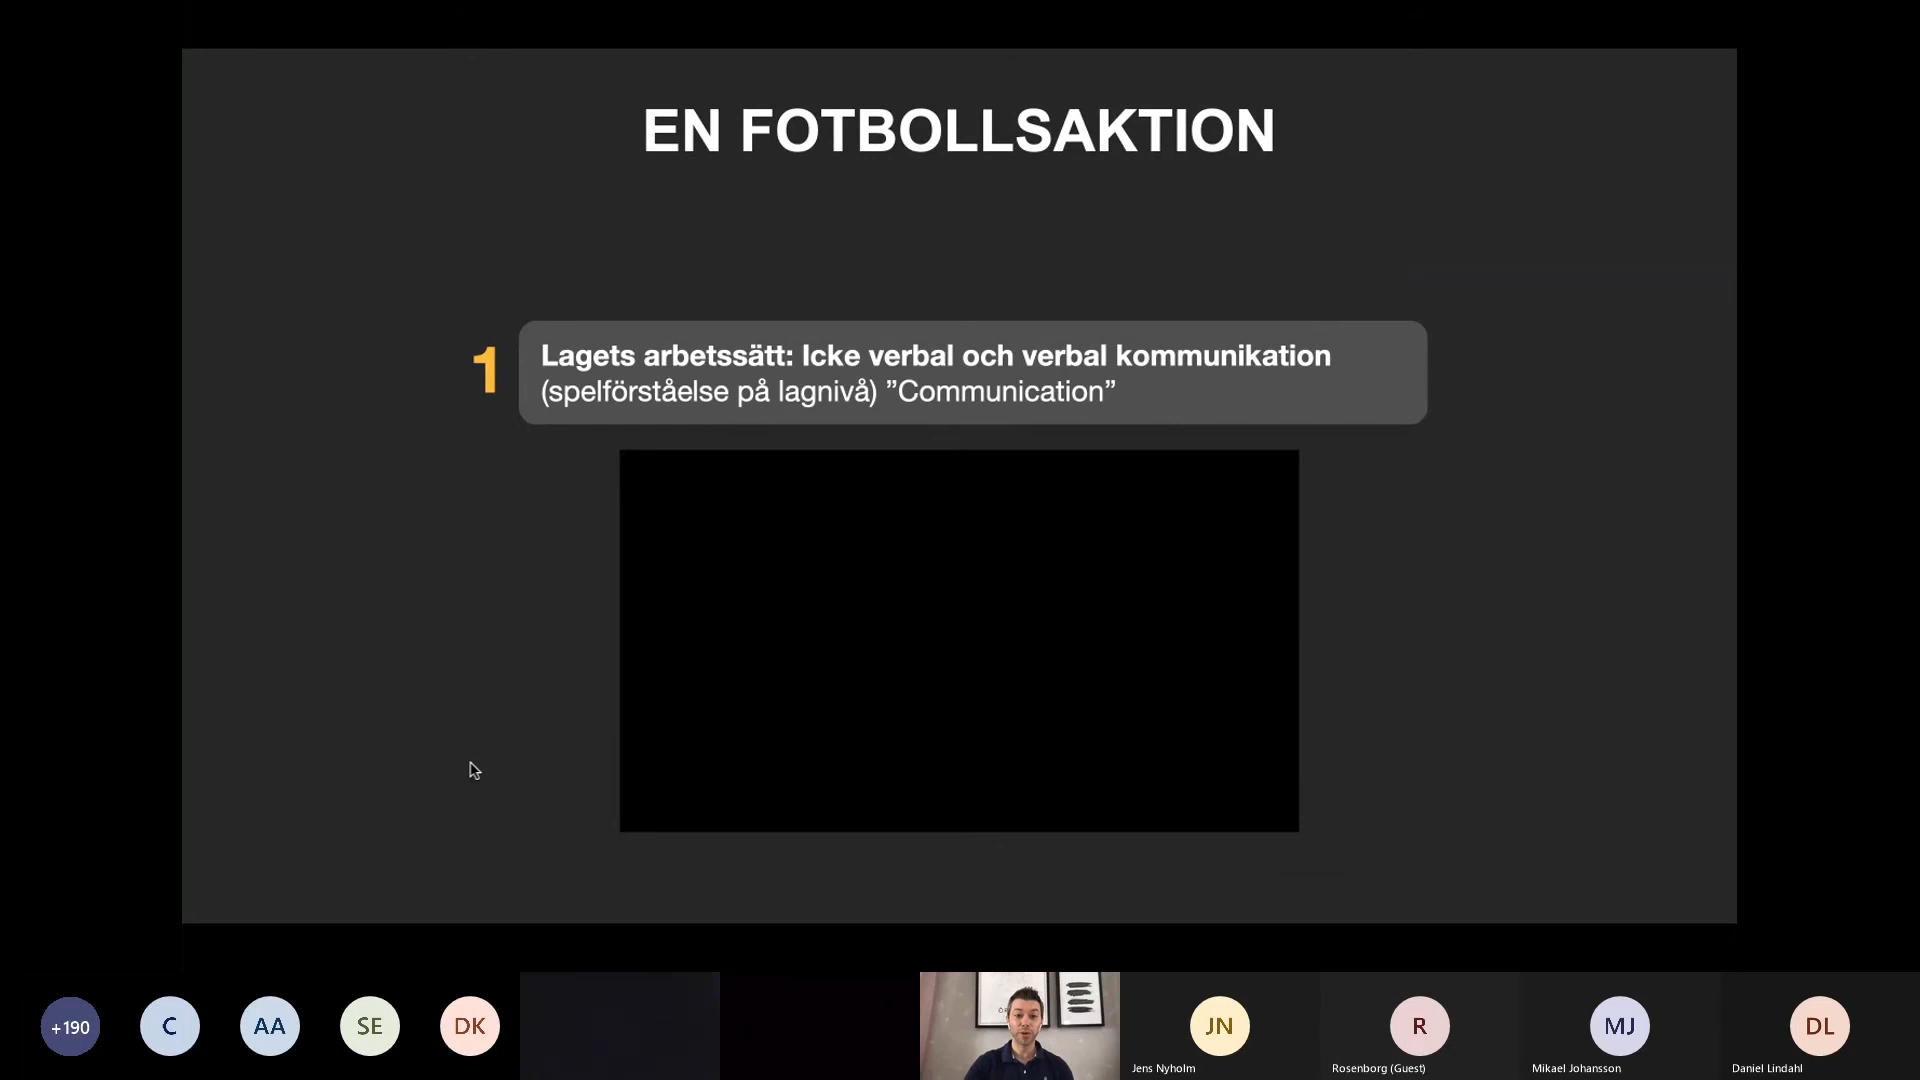 EN FOTBOLLSAKTION
1
Lagets arbetssätt: Icke verbal och verbal kommunikation
(spelförståelse på lagnivå) ”Communication”
+190
C
AA
SE
DK
JN
R
MJ
DL
Jens Nyholm
Rosenborg (Guest)
Mikael Johansson
Daniel Lindahl